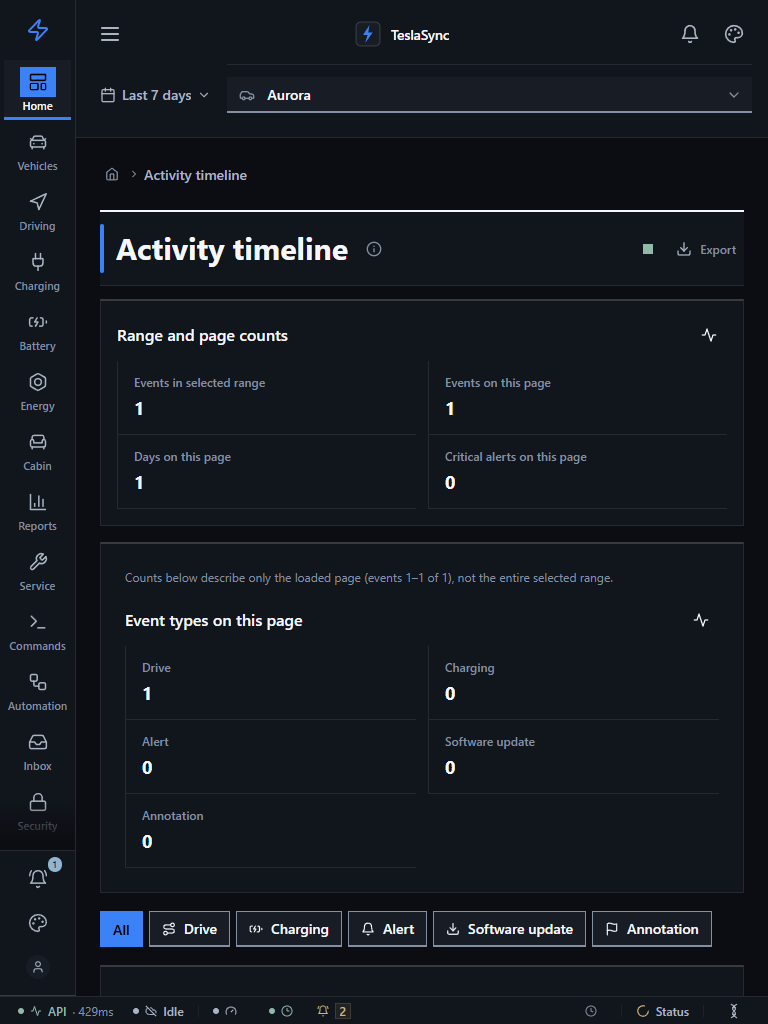 TeslaSync
Last 7 days
Aurora
Home
Vehicles
Driving
Charging
Battery
Energy
Cabin
Reports
Service
Commands
Automation
Inbox
Security
1
Activity timeline
Activity timeline
Export
Range and page counts
Events in selected range
1
Events on this page
1
Days on this page
1
Critical alerts on this page
0
Counts below describe only the loaded page (events 1–1 of 1), not the entire selected range.
Event types on this page
Drive
1
Charging
0
Alert
0
Software update
0
Annotation
0
All
Drive
Charging
Alert
Software update
Annotation
API · 429ms
Idle
2
Status